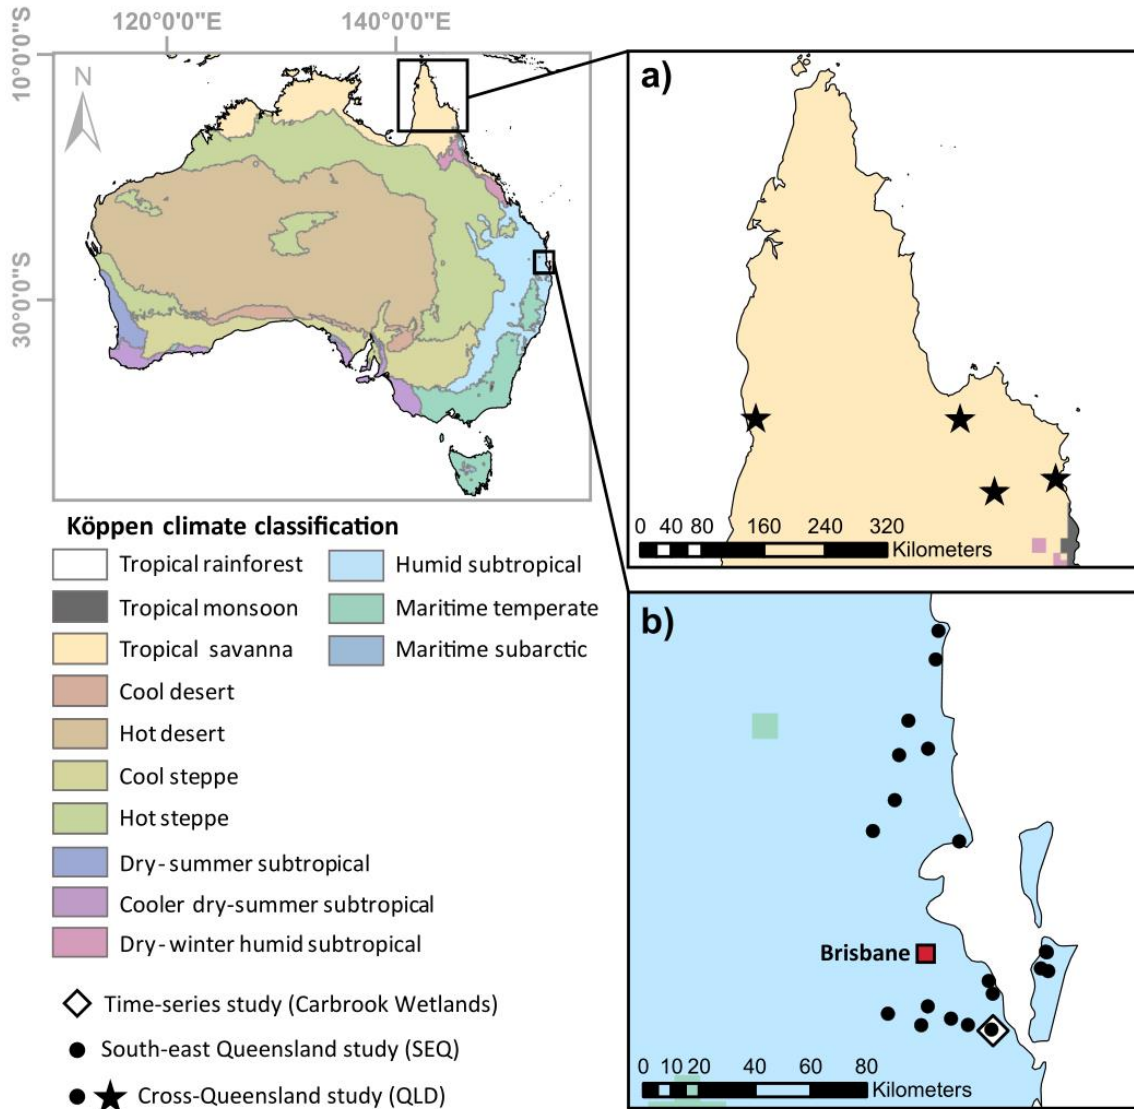 120°0'0"E
140°0'0"E
10°0'0"S
30°0'0"S
N
a)
0 40 80 160 240 320
Kilometers
Köppen climate classification
Tropical rainforest
Tropical monsoon
Tropical savanna
Cool desert
Hot desert
Cool steppe
Hot steppe
Dry-summer subtropical
Cooler dry-summer subtropical
Dry-winter humid subtropical
Humid subtropical
Maritime temperate
Maritime subarctic
Time-series study (Carbrook Wetlands)
South-east Queensland study (SEQ)
Cross-Queensland study (QLD)
b)
Brisbane
0 10 20 40 60 80
Kilometers